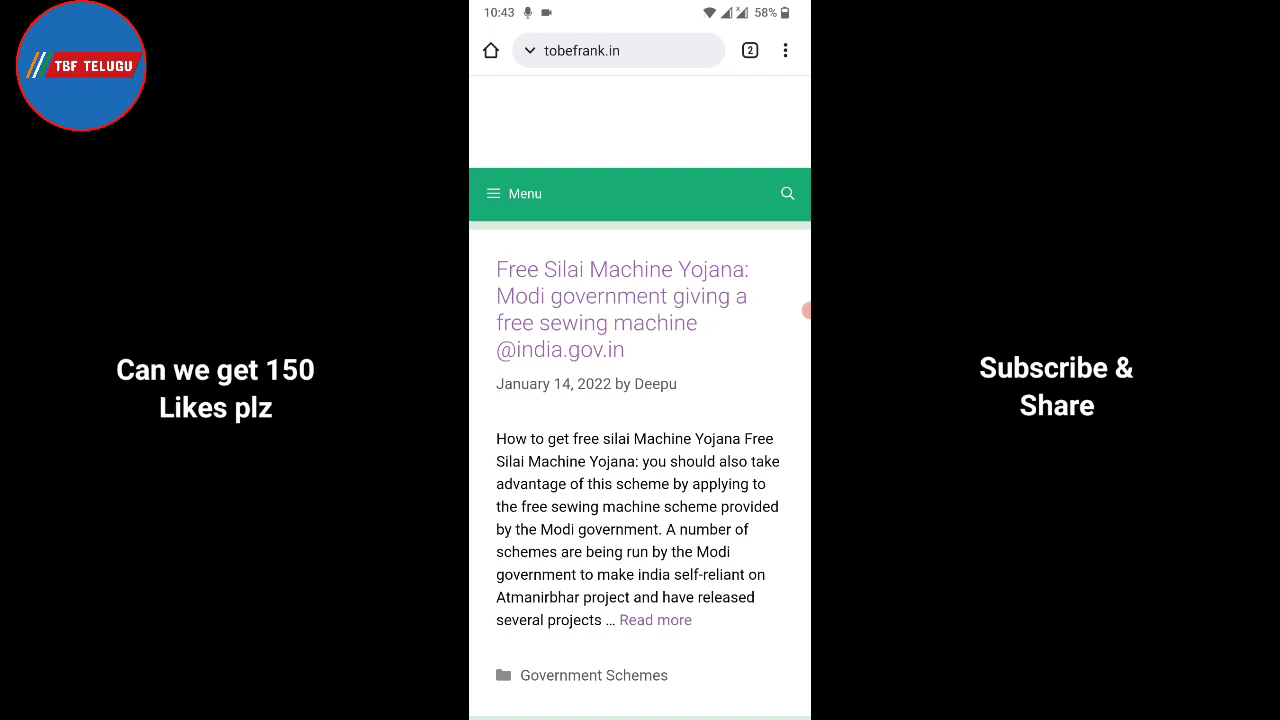 TBF TELUGU
10:43
58%
tobefrank.in
2
Menu
Free Silai Machine Yojana:
Modi government giving a
free sewing machine
@india.gov.in
January 14, 2022 by Deepu
How to get free silai Machine Yojana Free
Silai Machine Yojana: you should also take
advantage of this scheme by applying to
the free sewing machine scheme provided
by the Modi government. A number of
schemes are being run by the Modi
government to make india self-reliant on
Atmanirbhar project and have released
several projects … Read more
Government Schemes
Can we get 150
Likes plz
Subscribe &
Share